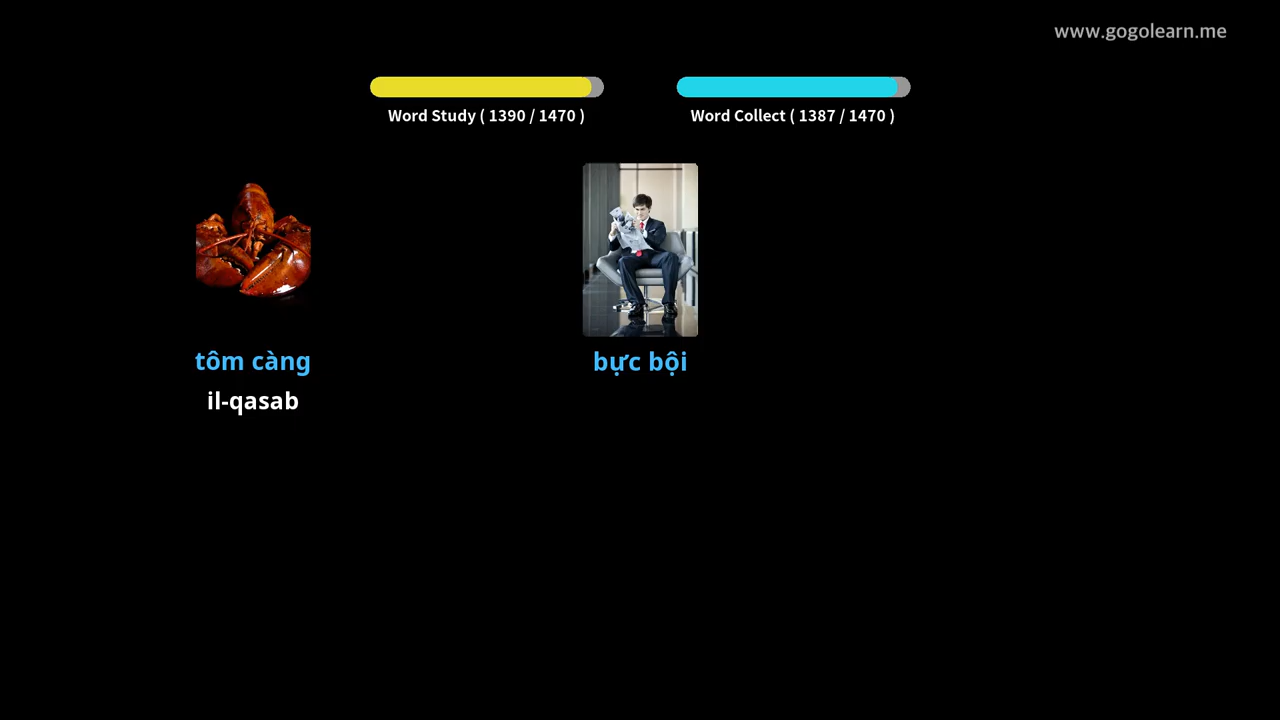 www.gogolearn.me
Word Study ( 1390 / 1470 )
Word Collect ( 1387 / 1470 )
tôm càng
bực bội
il-qasab